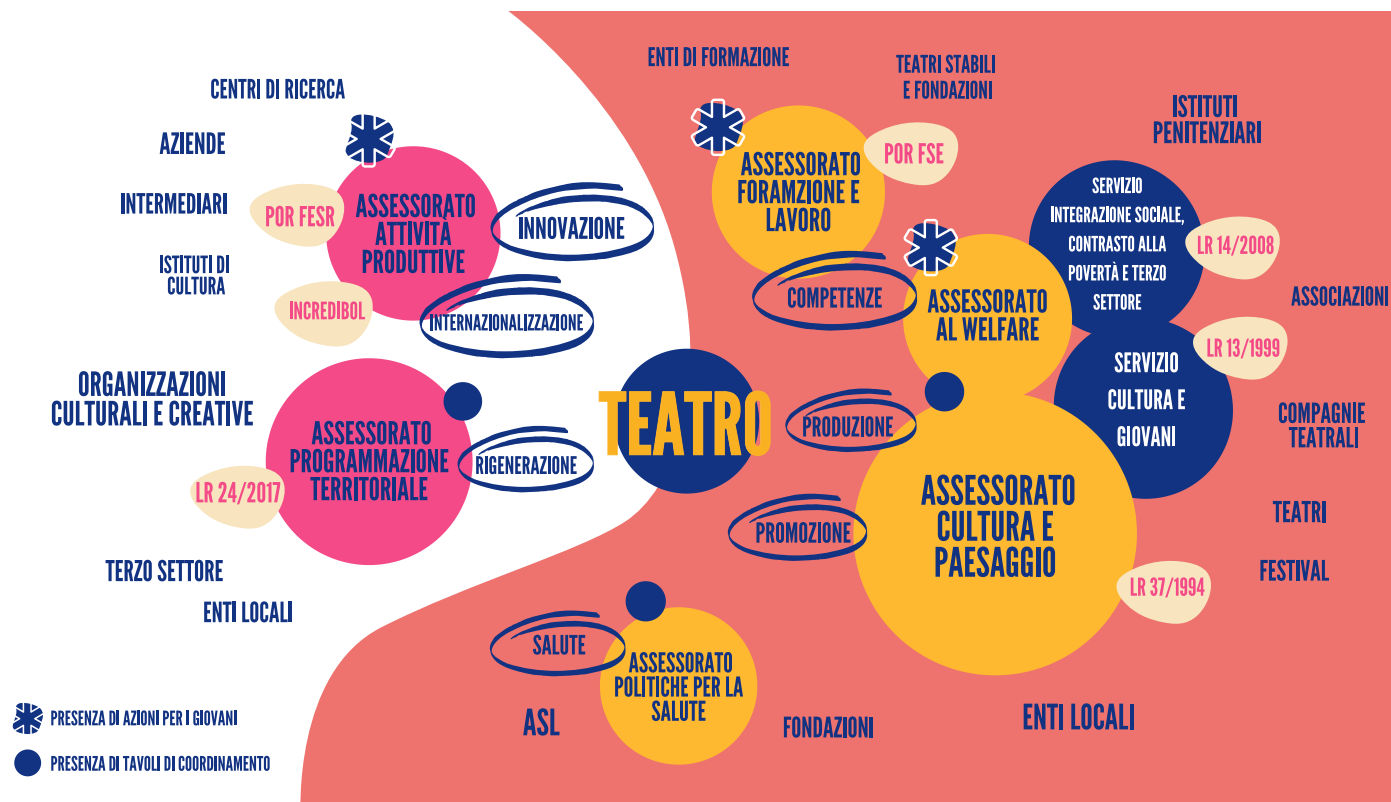 CENTRI DI RICERCA
AZIENDE
INTERMEDIARI
ISTITUTI DI
CULTURA
POR FESR
ASSESSORATO
ATTIVITÀ
PRODUTTIVE
INNOVAZIONE
INCREDIBOL
INTERNAZIONALIZZAZIONE
ORGANIZZAZIONI
CULTURALI E CREATIVE
ASSESSORATO
PROGRAMMAZIONE
TERRITORIALE
RIGENERAZIONE
LR 24/2017
TERZO SETTORE
ENTI LOCALI
TEATRO
ENTI DI FORMAZIONE
TEATRI STABILI
E FONDAZIONI
ASSESSORATO
FORAMZIONE E
LAVORO
POR FSE
COMPETENZE
ASSESSORATO
AL WELFARE
ISTITUTI
PENITENZIARI
SERVIZIO
INTEGRAZIONE SOCIALE,
CONTRASTO ALLA
POVERTÀ E TERZO
SETTORE
LR 14/2008
ASSOCIAZIONI
LR 13/1999
SERVIZIO
CULTURA E
GIOVANI
COMPAGNIE
TEATRALI
PRODUZIONE
PROMOZIONE
ASSESSORATO
CULTURA E
PAESAGGIO
TEATRI
FESTIVAL
LR 37/1994
SALUTE
ASSESSORATO
POLITICHE PER LA
SALUTE
ASL
FONDAZIONI
ENTI LOCALI
PRESENZA DI AZIONI PER I GIOVANI
PRESENZA DI TAVOLI DI COORDINAMENTO